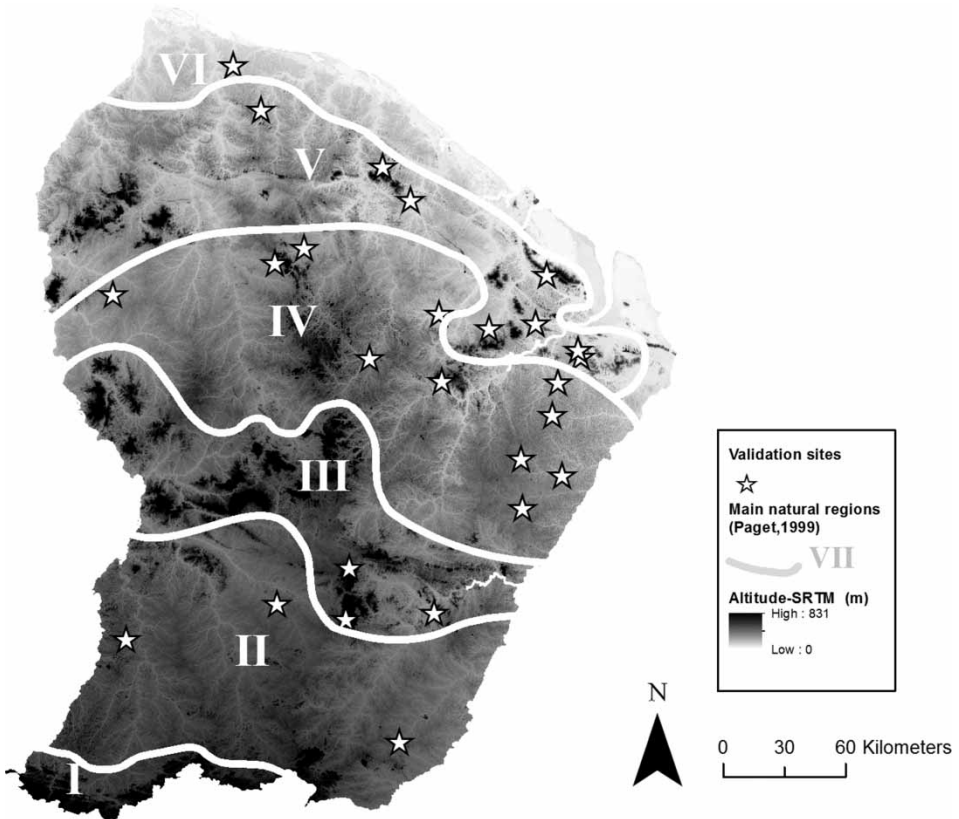 VI
V
IV
III
II
I
Validation sites
Main natural regions
(Paget,1999)
VII
Altitude-SRTM (m)
High : 831
Low : 0
N
0 30 60 Kilometers